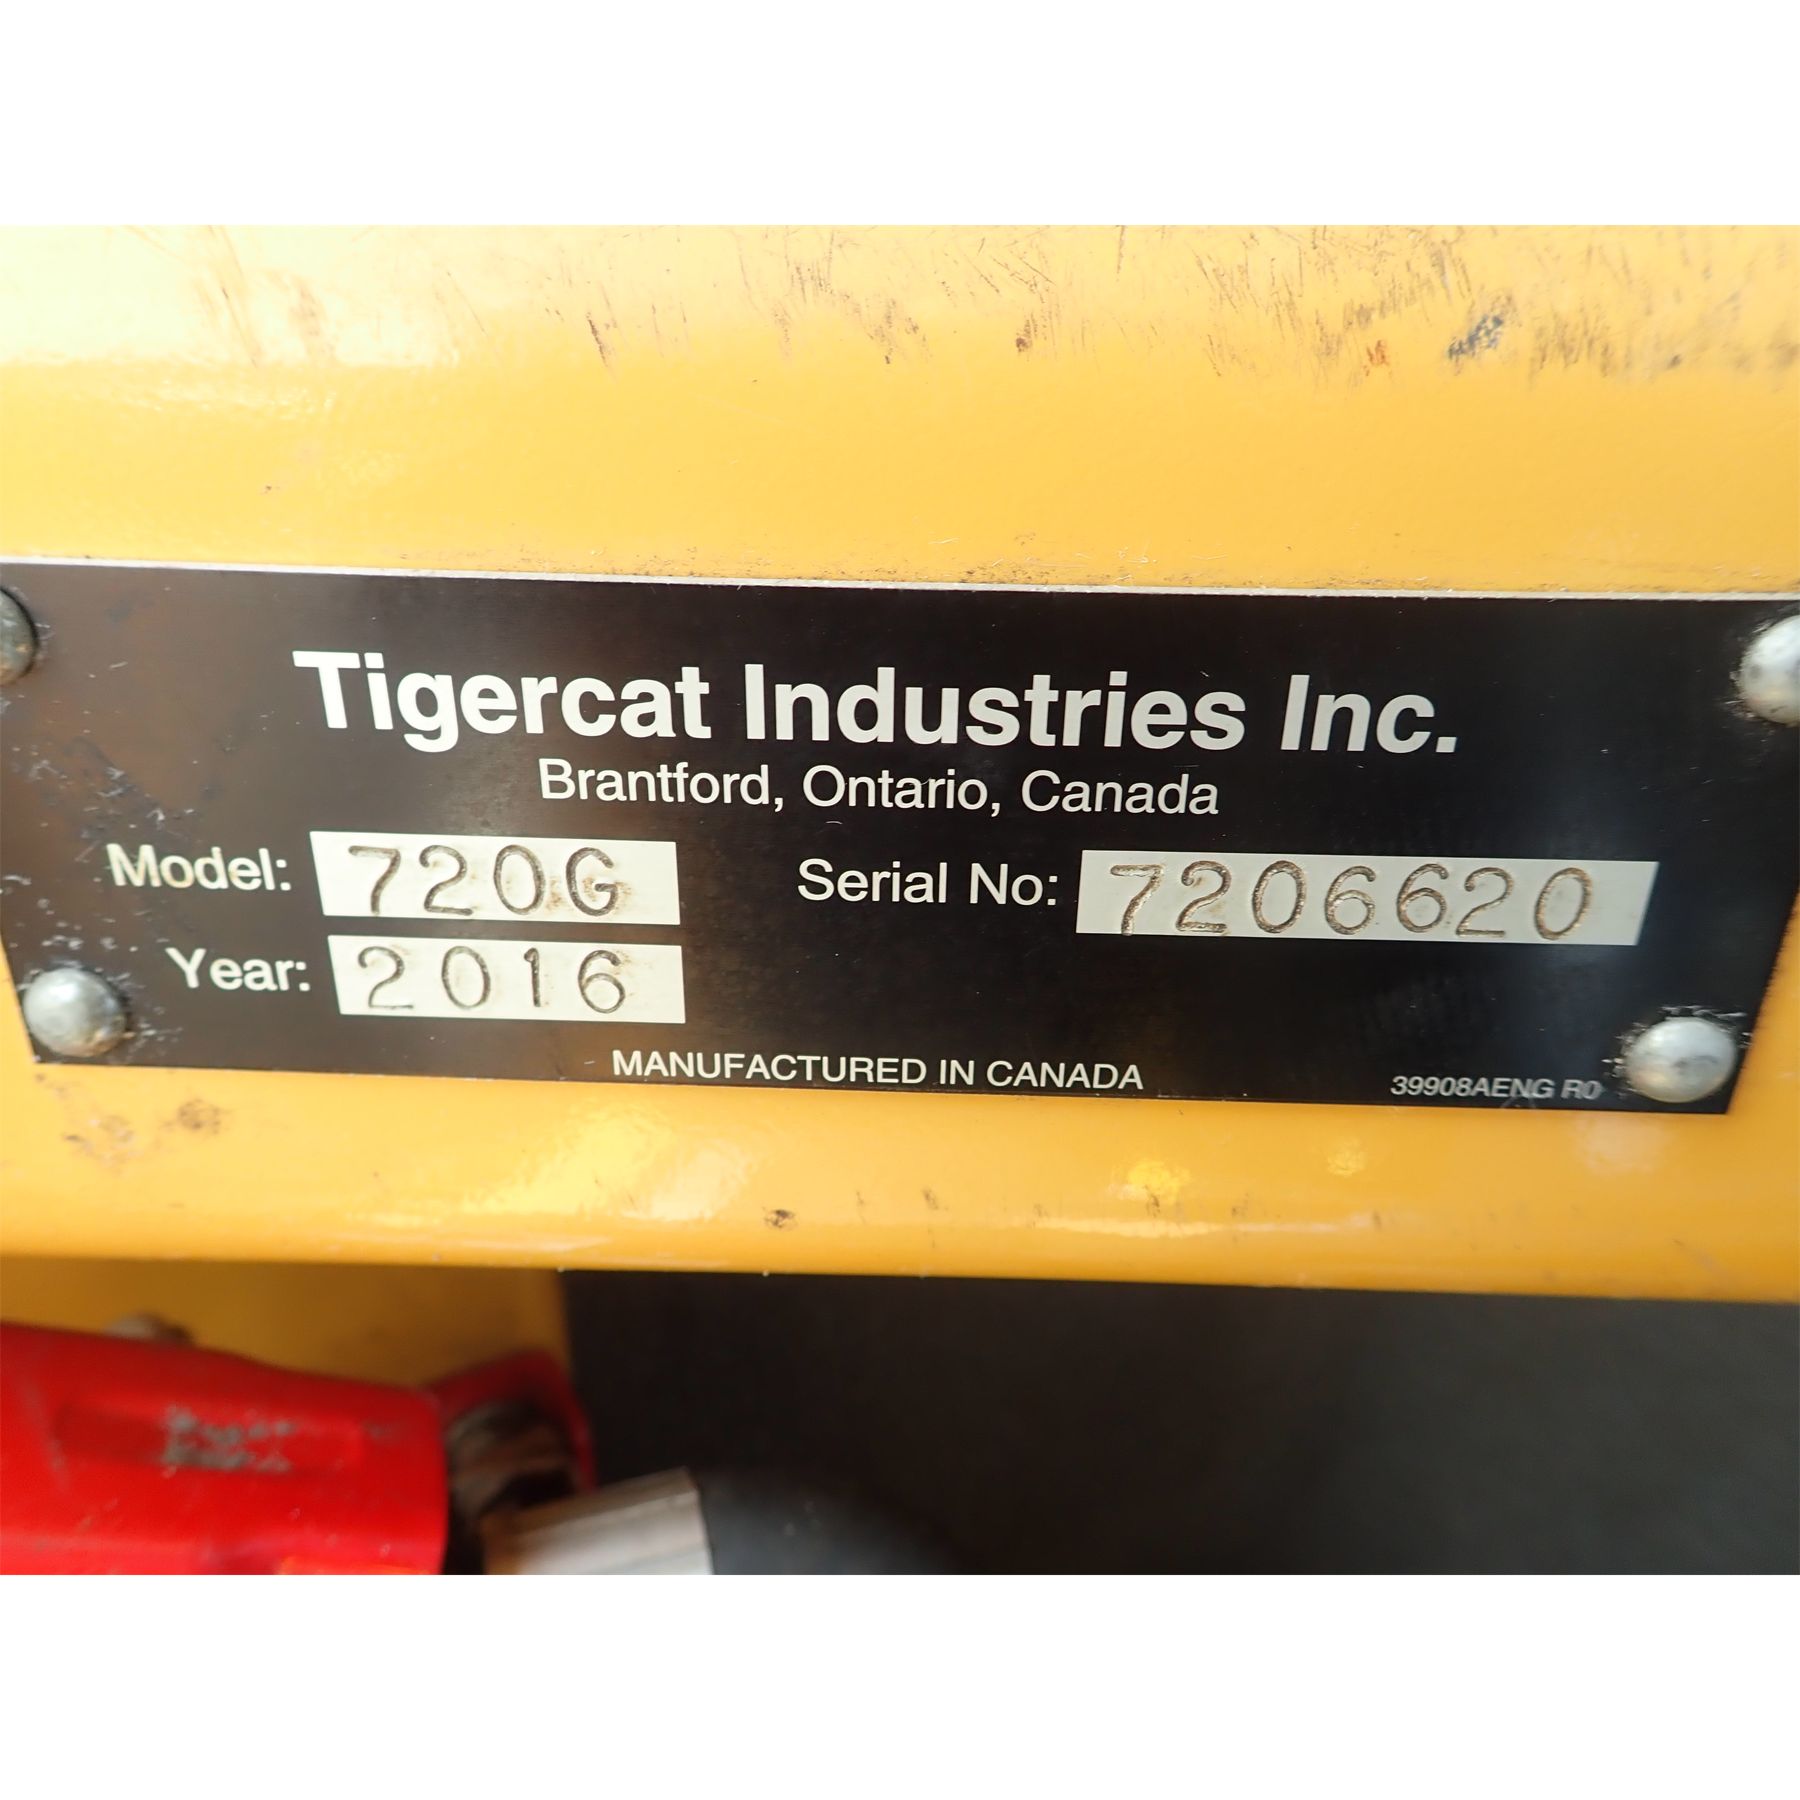 Tigercat Industries Inc.
Brantford, Ontario, Canada
Model: 720G Serial No: 7206620
Year: 2016
MANUFACTURED IN CANADA 39908AENG R0